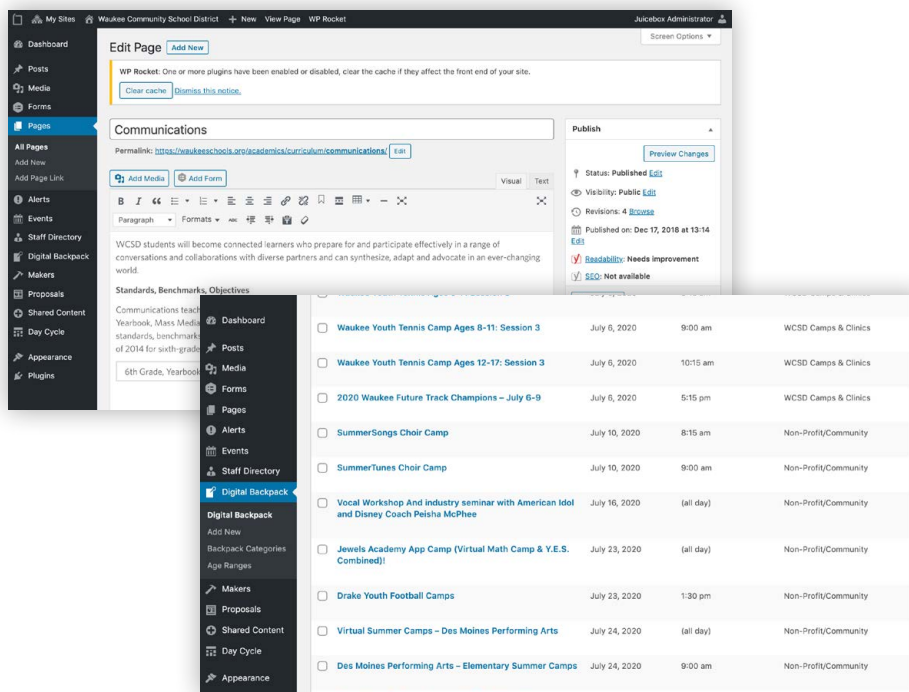 My Sites Waukee Community School District + New View Page WP Rocket Juicebox Administrator
Screen Options ▼
Dashboard
Posts
Media
Forms
Pages
All Pages
Add New
Add Page Link
Alerts
Events
Staff Directory
Digital Backpack
Makers
Proposals
Shared Content
Day Cycle
Appearance
Plugins
Edit Page Add New
WP Rocket: One or more plugins have been enabled or disabled, clear the cache if they affect the front end of your site.
Clear cache Dismiss this notice.
Communications
Permalink: https://waukeeschools.org/academics/curriculum/communications/ Edit
Add Media Add Form Visual Text
Paragraph Formats ABC
WCSD students will become connected learners who prepare for and participate effectively in a range of
conversations and collaborations with diverse partners and can synthesize, adapt and advocate in an ever-changing
world.
Standards, Benchmarks, Objectives
Communications teach
Yearbook, Mass Media
standards, benchmarks
of 2014 for sixth-grade
6th Grade, Yearbook
Publish
Preview Changes
Status: Published Edit
Visibility: Public Edit
Revisions: 4 Browse
Published on: Dec 17, 2018 at 13:14
Edit
Readability: Needs improvement
SEO: Not available
Dashboard
Posts
Media
Forms
Pages
Alerts
Events
Staff Directory
Digital Backpack
Digital Backpack
Add New
Backpack Categories
Age Ranges
Makers
Proposals
Shared Content
Day Cycle
Appearance
Waukee Youth Tennis Camp Ages 8-11: Session 3 July 6, 2020 9:00 am WCSD Camps & Clinics
Waukee Youth Tennis Camp Ages 12-17: Session 3 July 6, 2020 10:15 am WCSD Camps & Clinics
2020 Waukee Future Track Champions – July 6-9 July 6, 2020 5:15 pm WCSD Camps & Clinics
SummerSongs Choir Camp July 10, 2020 8:15 am Non-Profit/Community
SummerTunes Choir Camp July 10, 2020 9:00 am Non-Profit/Community
Vocal Workshop And industry seminar with American Idol July 16, 2020 (all day) Non-Profit/Community
and Disney Coach Peisha McPhee
Jewels Academy App Camp (Virtual Math Camp & Y.E.S. July 23, 2020 (all day) Non-Profit/Community
Combined)!
Drake Youth Football Camps July 23, 2020 1:30 pm Non-Profit/Community
Virtual Summer Camps – Des Moines Performing Arts July 24, 2020 (all day) Non-Profit/Community
Des Moines Performing Arts – Elementary Summer Camps July 24, 2020 9:00 am Non-Profit/Community